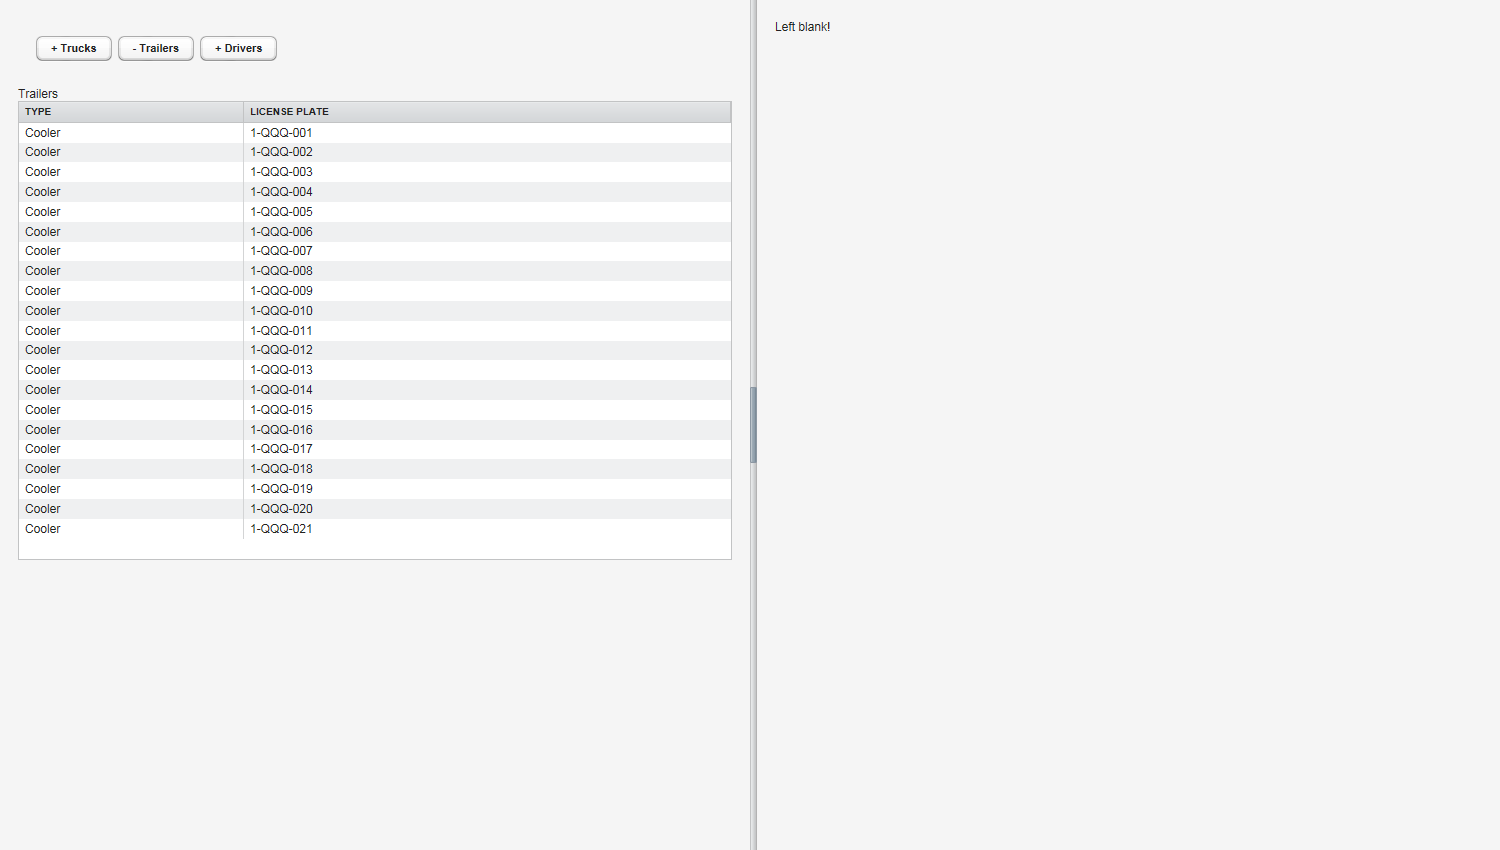 + Trucks - Trailers + Drivers
Left blank!
Trailers
TYPE LICENSE PLATE
Cooler 1-QQQ-001
Cooler 1-QQQ-002
Cooler 1-QQQ-003
Cooler 1-QQQ-004
Cooler 1-QQQ-005
Cooler 1-QQQ-006
Cooler 1-QQQ-007
Cooler 1-QQQ-008
Cooler 1-QQQ-009
Cooler 1-QQQ-010
Cooler 1-QQQ-011
Cooler 1-QQQ-012
Cooler 1-QQQ-013
Cooler 1-QQQ-014
Cooler 1-QQQ-015
Cooler 1-QQQ-016
Cooler 1-QQQ-017
Cooler 1-QQQ-018
Cooler 1-QQQ-019
Cooler 1-QQQ-020
Cooler 1-QQQ-021